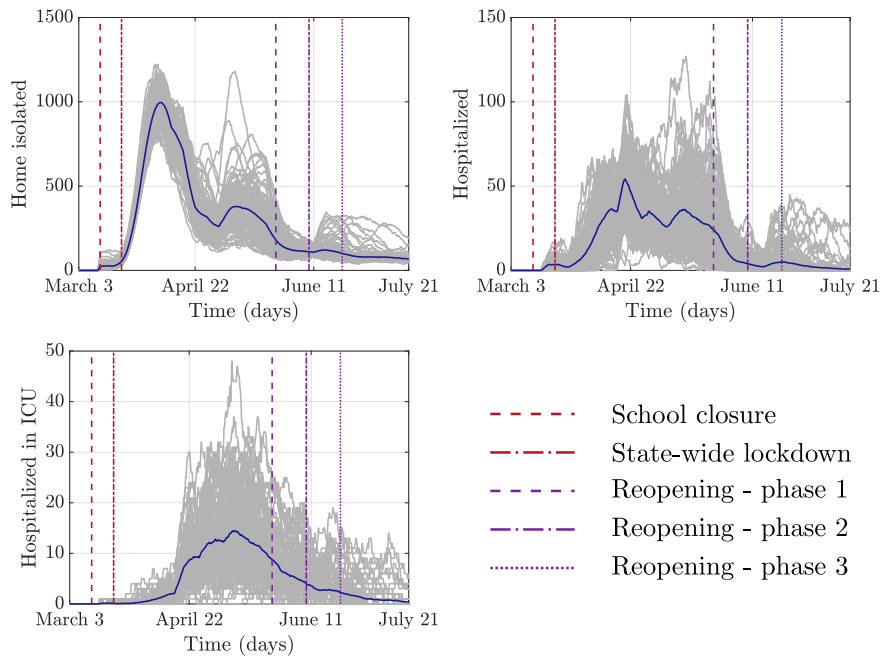 1500
1000
500
0
Home isolated
March 3
April 22
June 11
July 21
Time (days)
150
100
50
0
Hospitalized
March 3
April 22
June 11
July 21
Time (days)
50
40
30
20
10
0
Hospitalized in ICU
March 3
April 22
June 11
July 21
Time (days)
School closure
State-wide lockdown
Reopening - phase 1
Reopening - phase 2
Reopening - phase 3